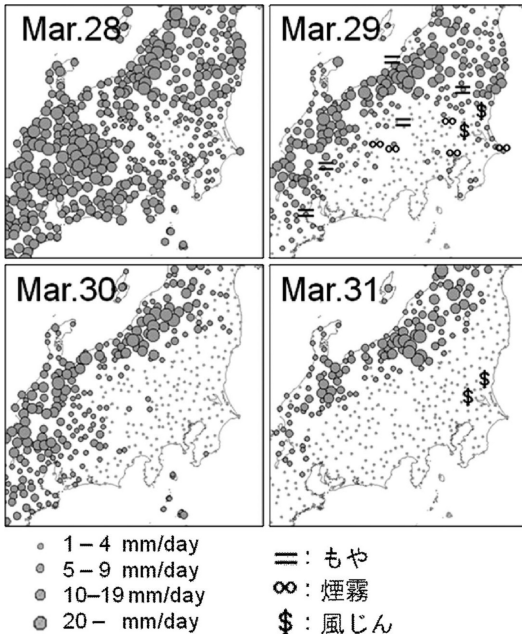 Mar.28
Mar.29
Mar.30
Mar.31
1 – 4 mm/day
5 – 9 mm/day
10–19 mm/day
20 – mm/day
= : もや
∞ : 煙霧
$ : 風じん